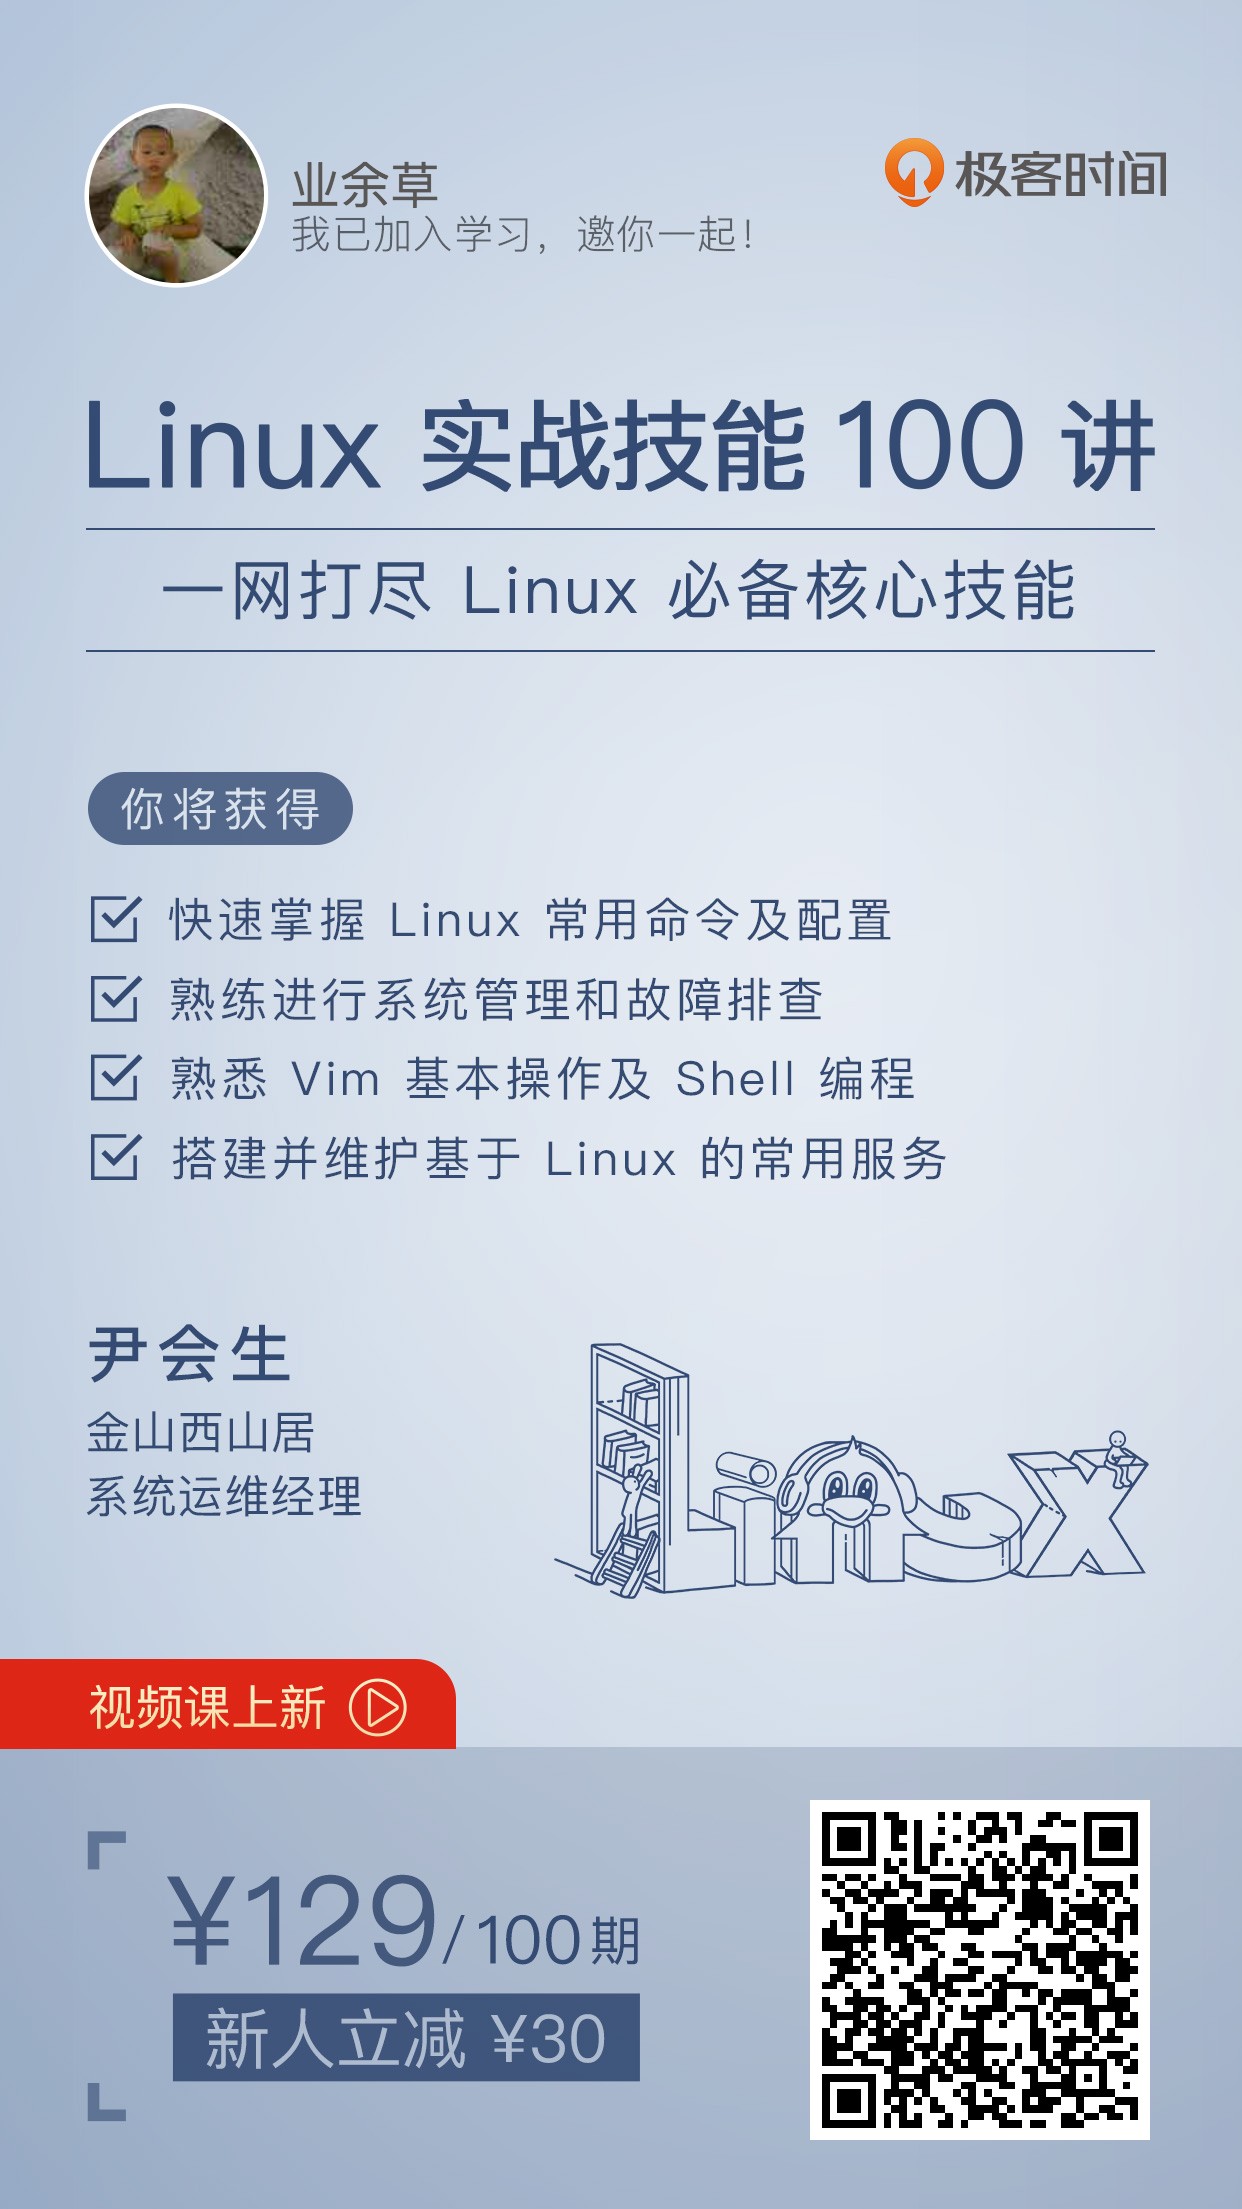 业余草
我已加入学习，邀你一起！
极客时间
Linux 实战技能 100 讲
一网打尽 Linux 必备核心技能
你将获得
快速掌握 Linux 常用命令及配置
熟练进行系统管理和故障排查
熟悉 Vim 基本操作及 Shell 编程
搭建并维护基于 Linux 的常用服务
尹会生
金山西山居
系统运维经理
Linux
视频课上新
¥129/100期
新人立减 ¥30